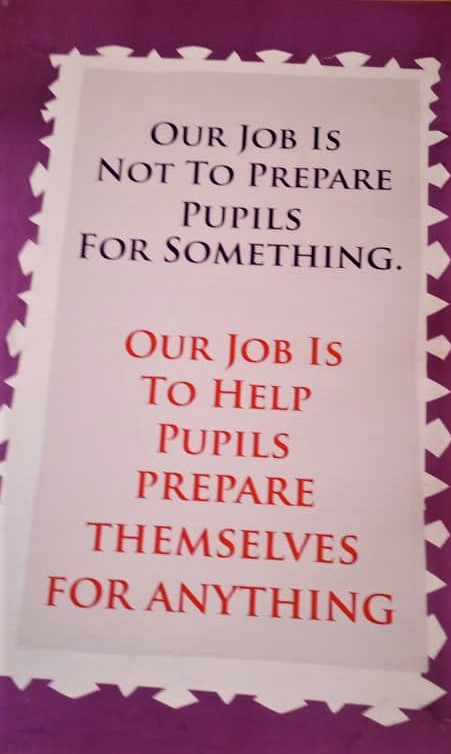 Our Job Is
Not To Prepare
Pupils
For Something.
Our Job Is
To Help
Pupils
PREPARE
THEMSELVES
FOR ANYTHING